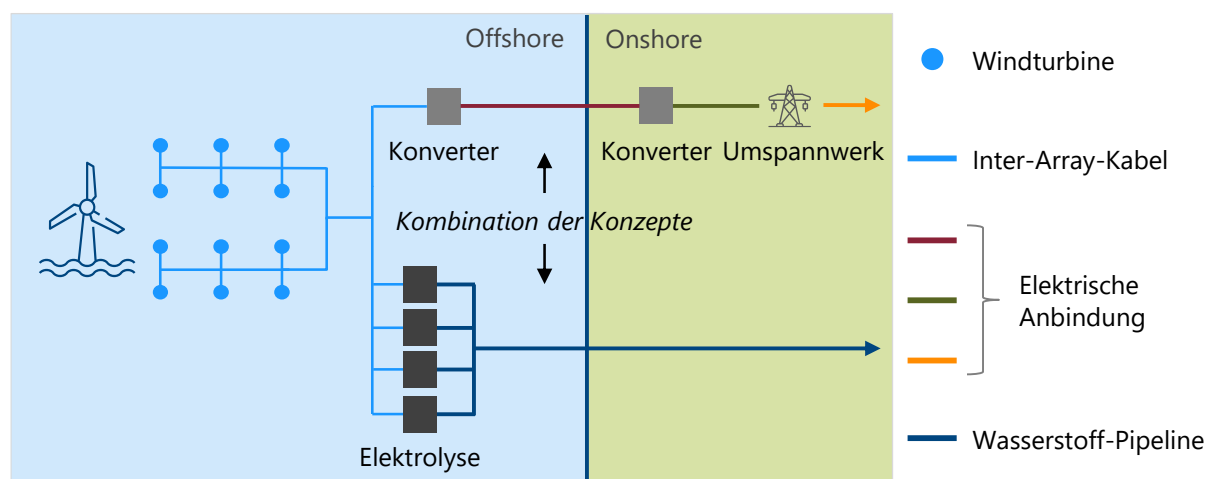 Offshore
Onshore
Konverter
Konverter
Umspannwerk
Kombination der Konzepte
Elektrolyse
Windturbine
Inter-Array-Kabel
Elektrische
Anbindung
Wasserstoff-Pipeline